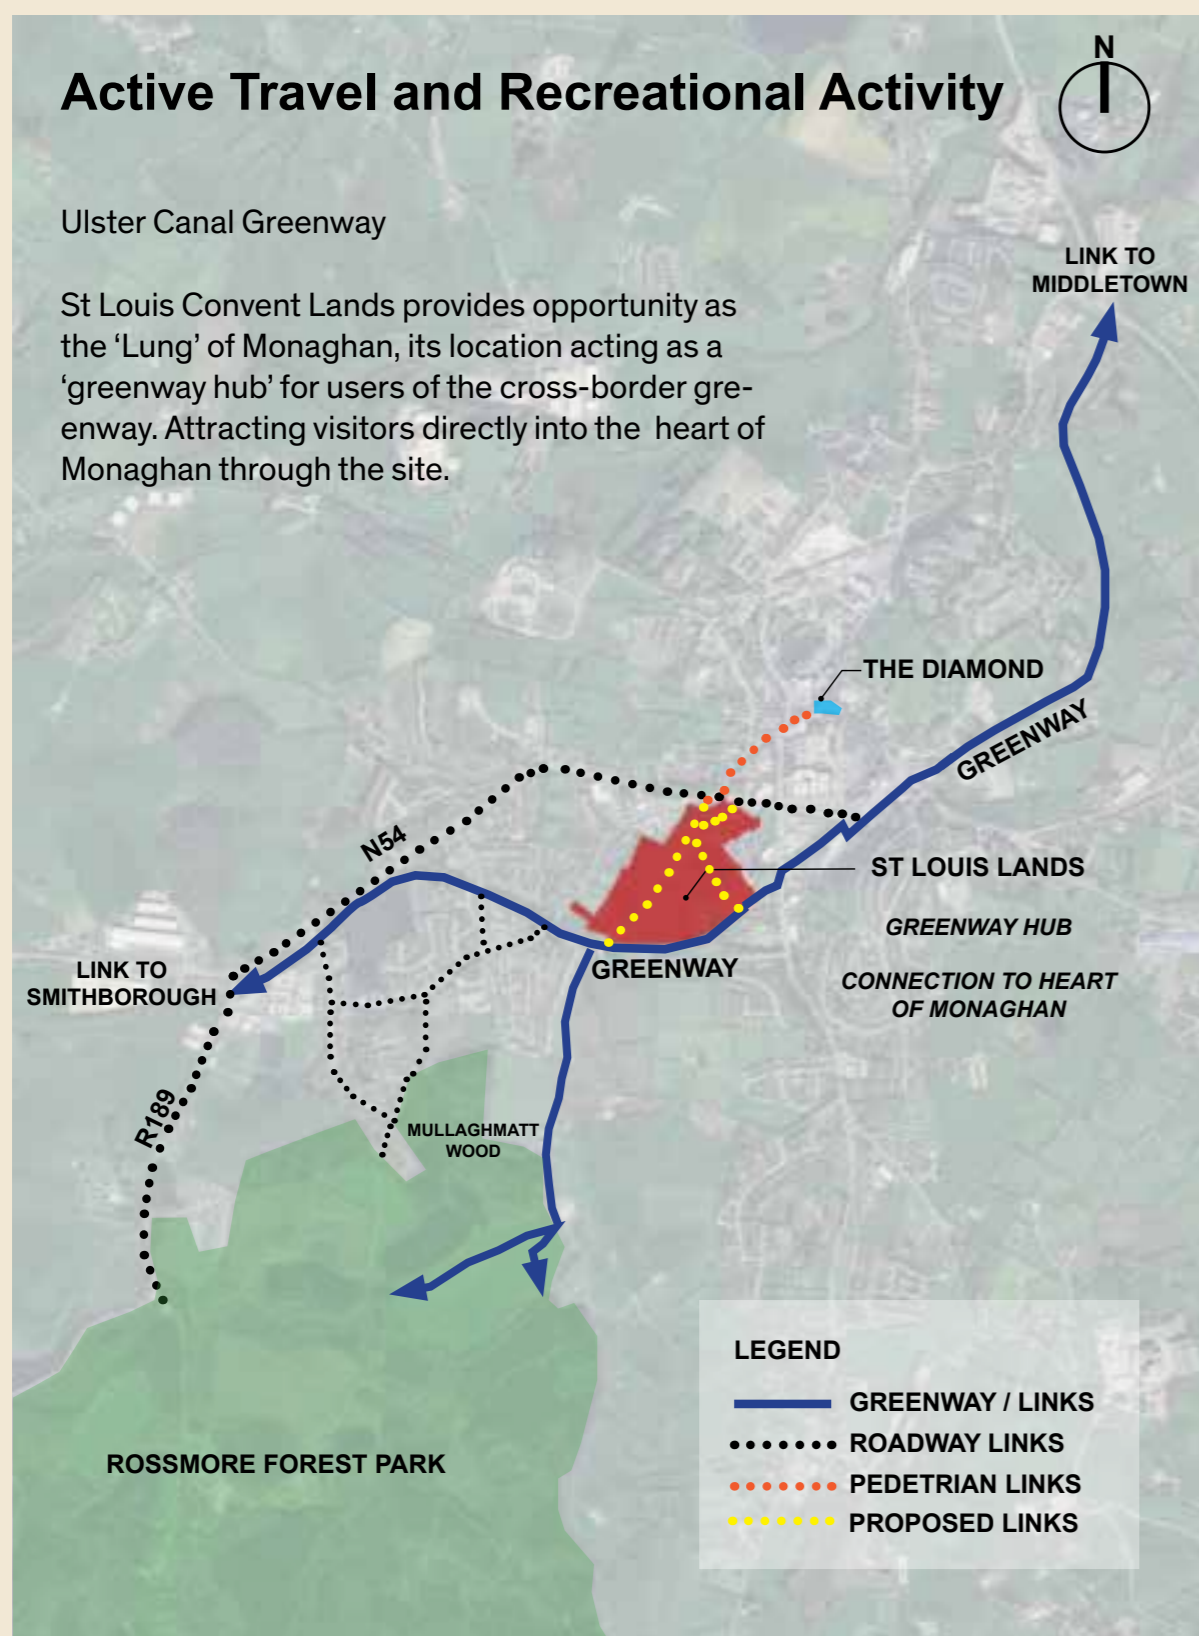 Active Travel and Recreational Activity
N
Ulster Canal Greenway
St Louis Convent Lands provides opportunity as
the ‘Lung’ of Monaghan, its location acting as a
‘greenway hub’ for users of the cross-border gre-
enway. Attracting visitors directly into the heart of
Monaghan through the site.
LINK TO
MIDDLETOWN
THE DIAMOND
GREENWAY
N54
ST LOUIS LANDS
GREENWAY HUB
CONNECTION TO HEART
OF MONAGHAN
GREENWAY
LINK TO
SMITHBOROUGH
R189
MULLAGHMATT
WOOD
ROSSMORE FOREST PARK
LEGEND
GREENWAY / LINKS
ROADWAY LINKS
PEDETRIAN LINKS
PROPOSED LINKS